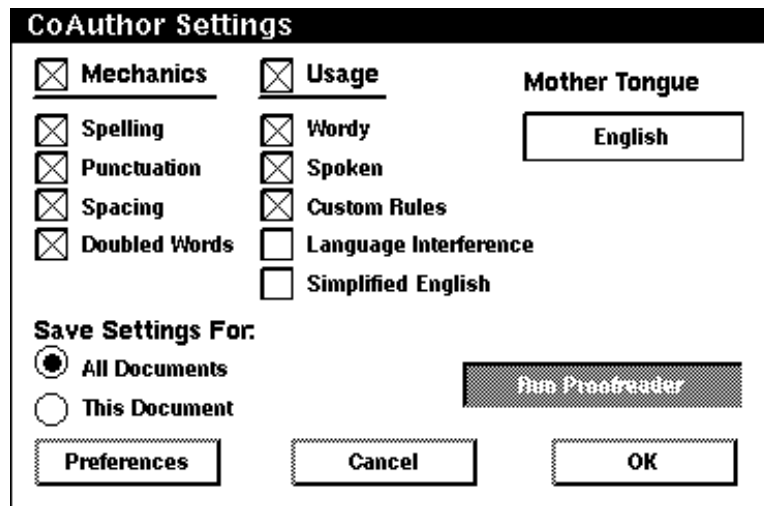 CoAuthor Settings
Mechanics
Spelling
Punctuation
Spacing
Doubled Words
Usage
Wordy
Spoken
Custom Rules
Language Interference
Simplified English
Mother Tongue
English
Save Settings For:
All Documents
This Document
Run Proofreader
Preferences
Cancel
OK